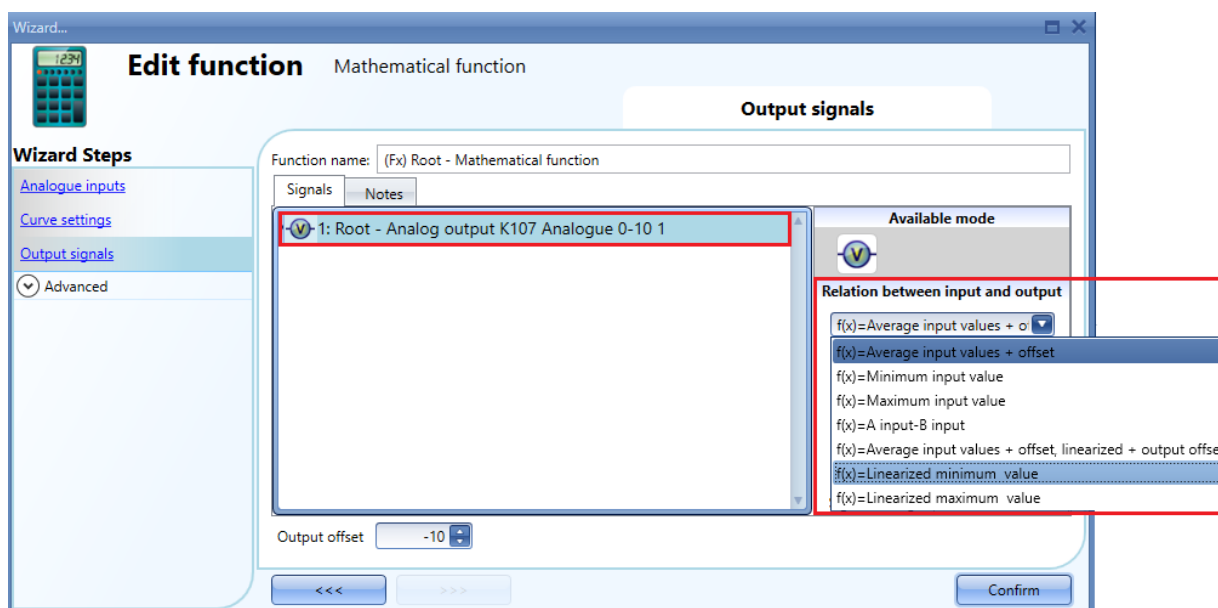 Wizard...
1234
Edit function
Mathematical function
Output signals
Wizard Steps
Analogue inputs
Curve settings
Output signals
Advanced
Function name: (Fx) Root - Mathematical function
Signals
Notes
V 1: Root - Analog output K107 Analogue 0-10 1
Available mode
V
Relation between input and output
f(x)=Average input values + o
f(x)=Average input values + offset
f(x)=Minimum input value
f(x)=Maximum input value
f(x)=A input-B input
f(x)=Average input values + offset, linearized + output offse
f(x)=Linearized minimum value
f(x)=Linearized maximum value
Output offset -10
<<<
>>>
Confirm